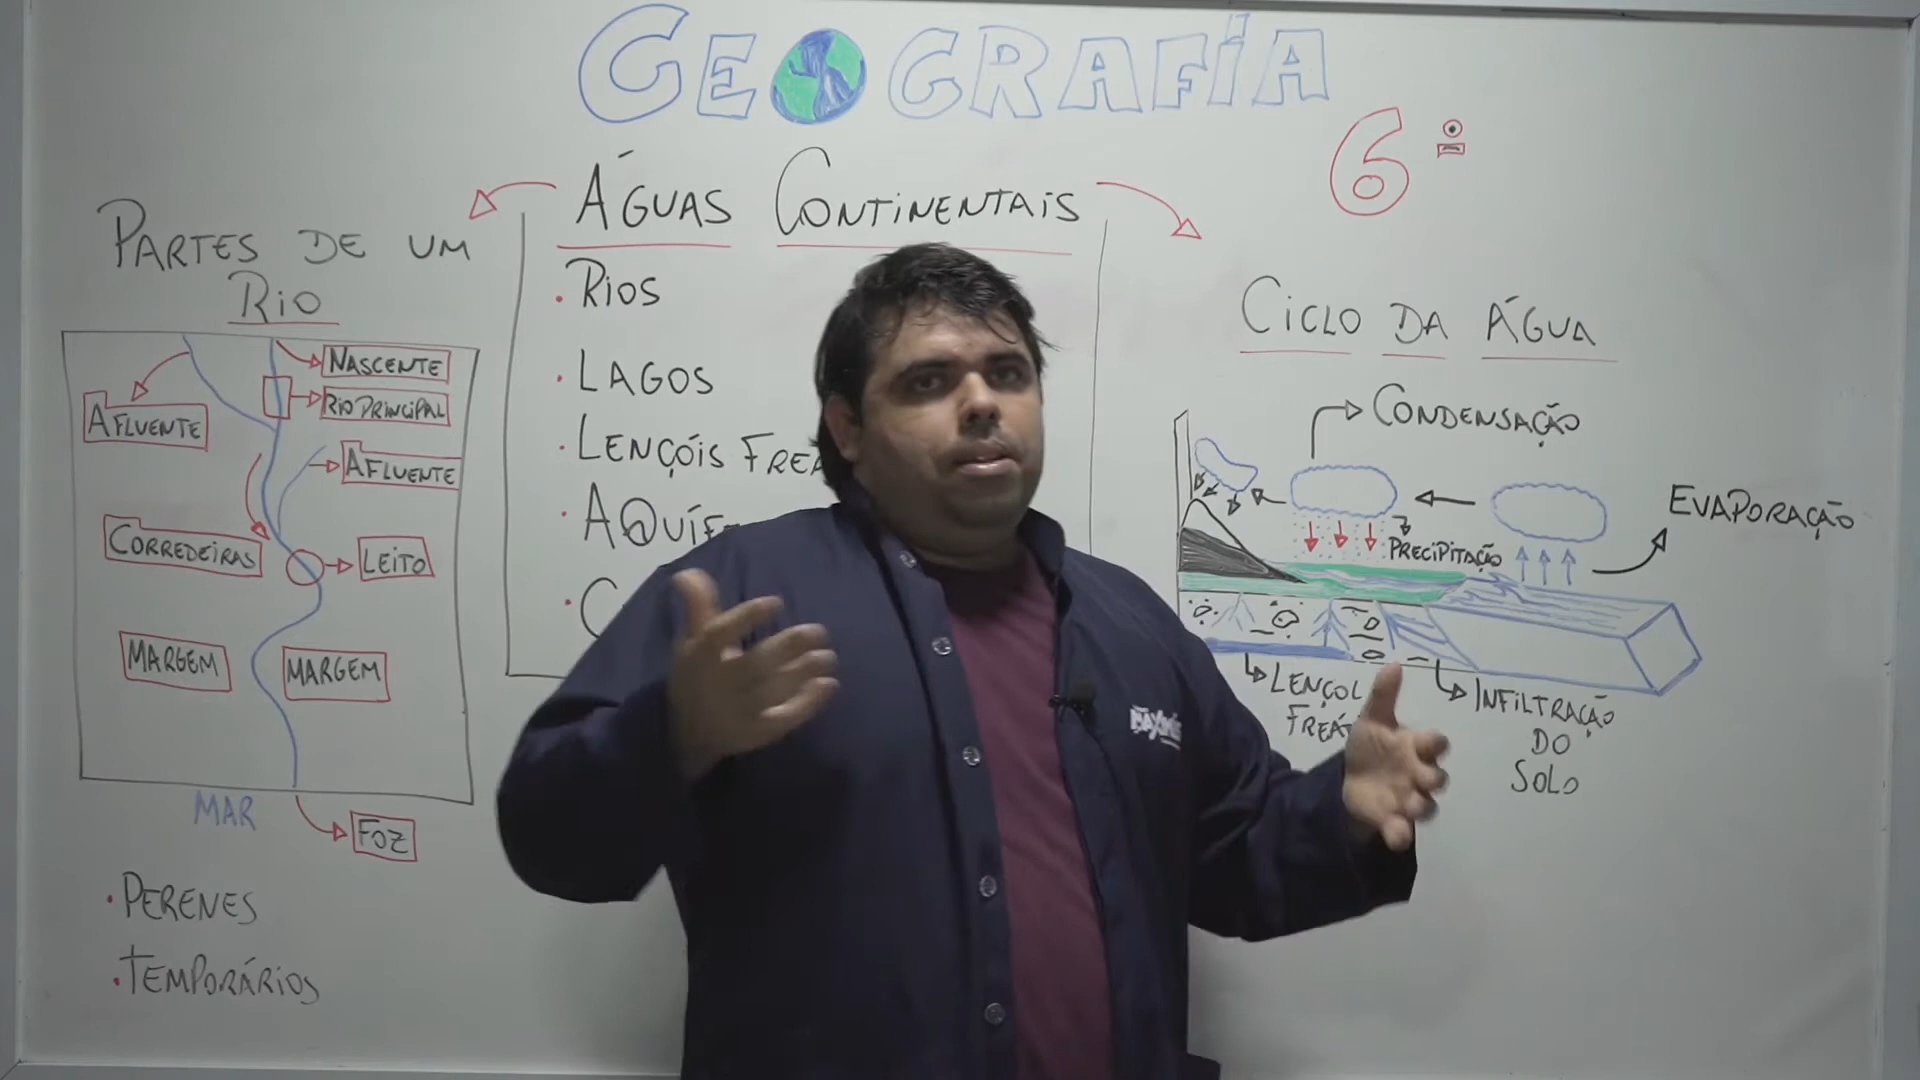 GEOGRAFIA
6º
ÁGUAS CONTINENTAIS
PARTES DE UM
RIO
NASCENTE
RIO PRINCIPAL
AFLUENTE
AFLUENTE
CORREDEIRAS
LEITO
MARGEM
MARGEM
MAR
FOZ
• PERENES
• TEMPORÁRIOS
• RIOS
• LAGOS
• LENÇÓIS
CICLO DA ÁGUA
CONDENSAÇÃO
EVAPORAÇÃO
PRECIPITAÇÃO
LENÇOL
INFILTRAÇÃO
DO
SOLO